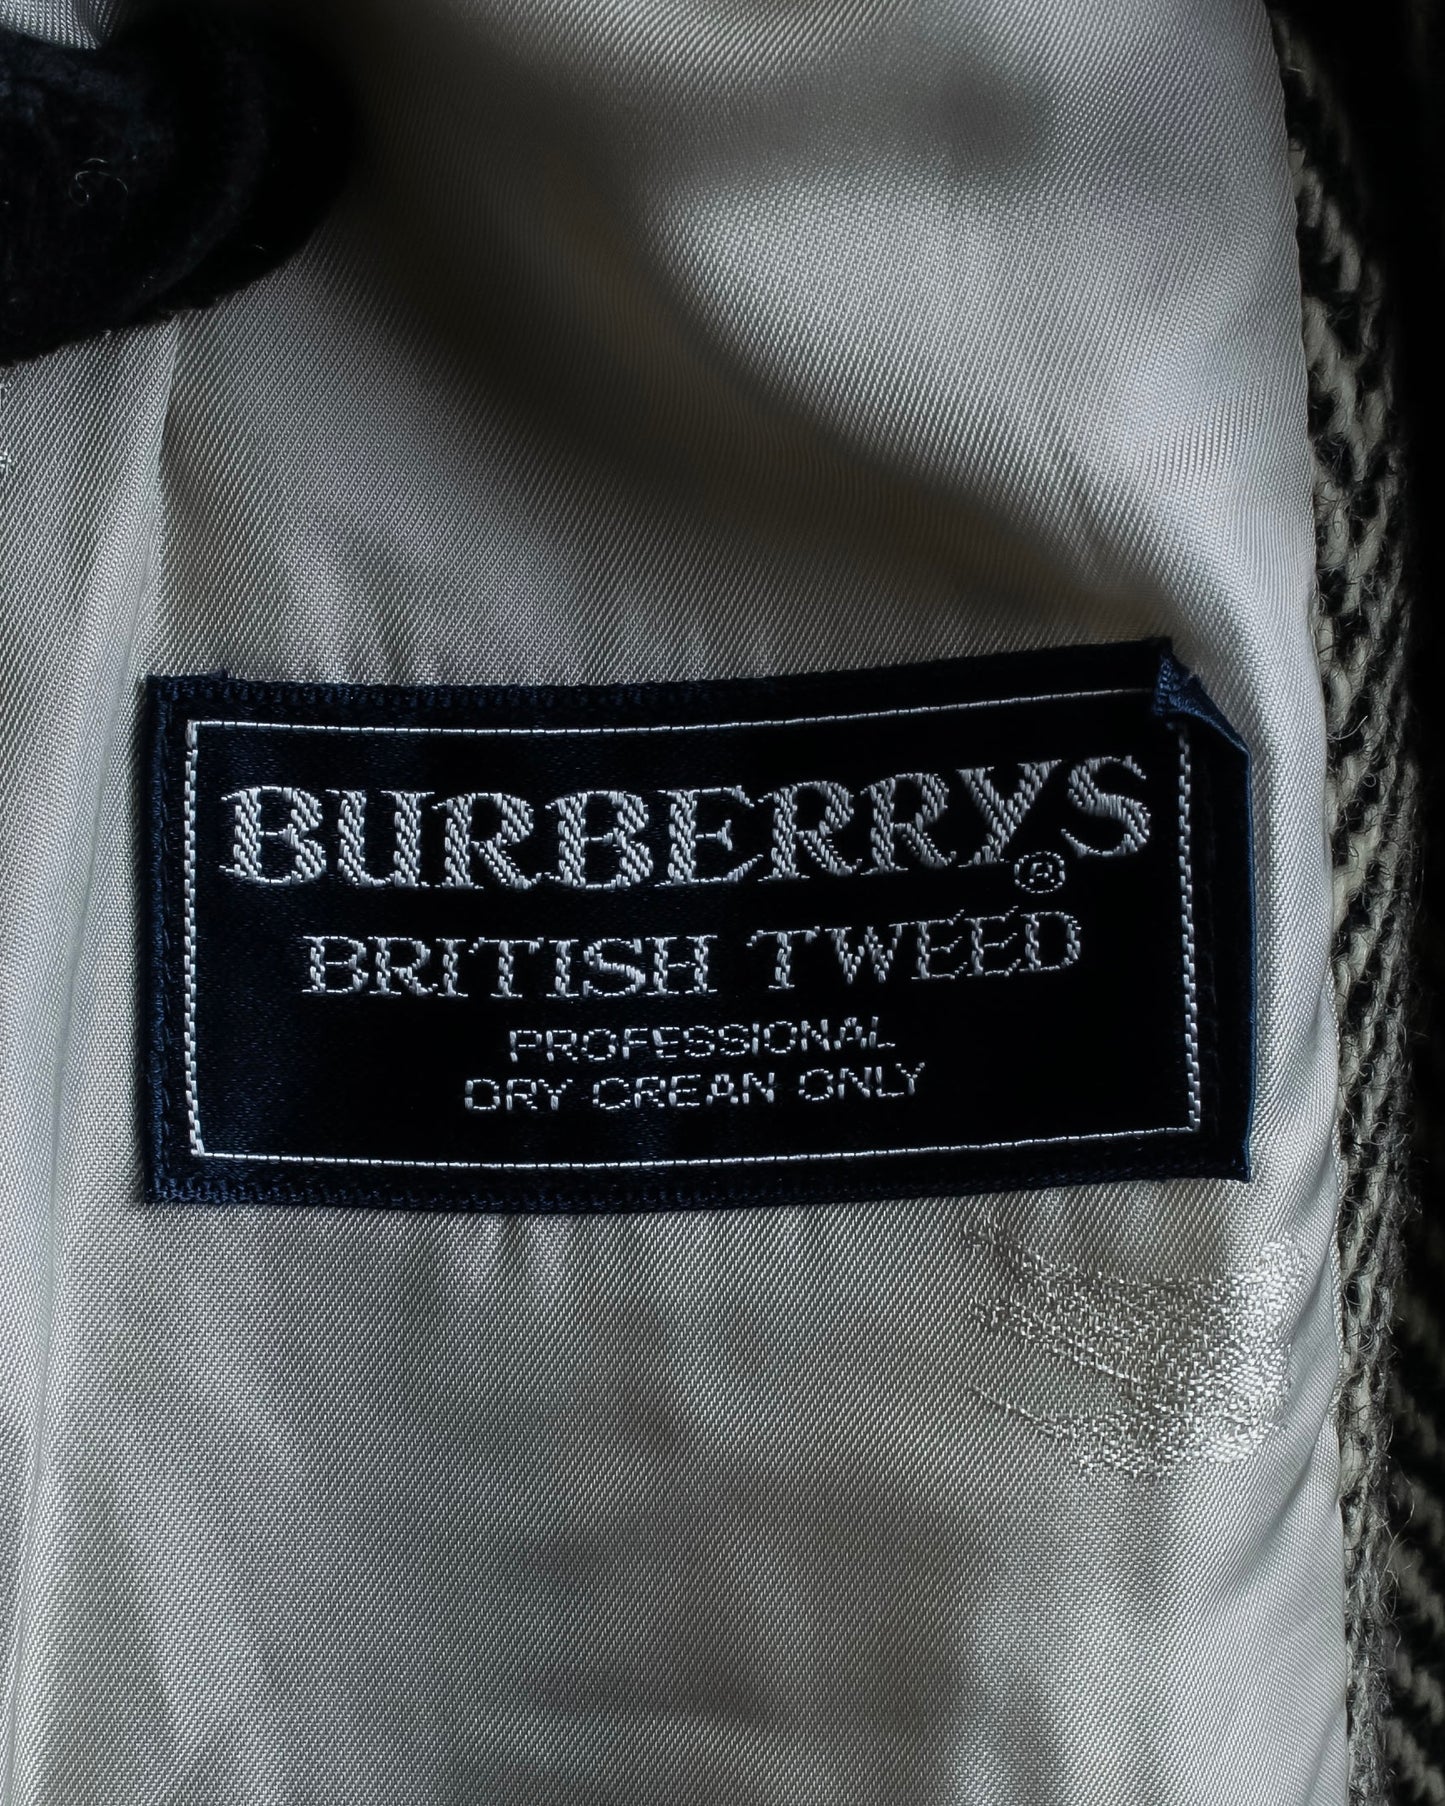 BURBERRYS®
BRITISH TWEED
PROFESSIONAL
DRY CREAN ONLY